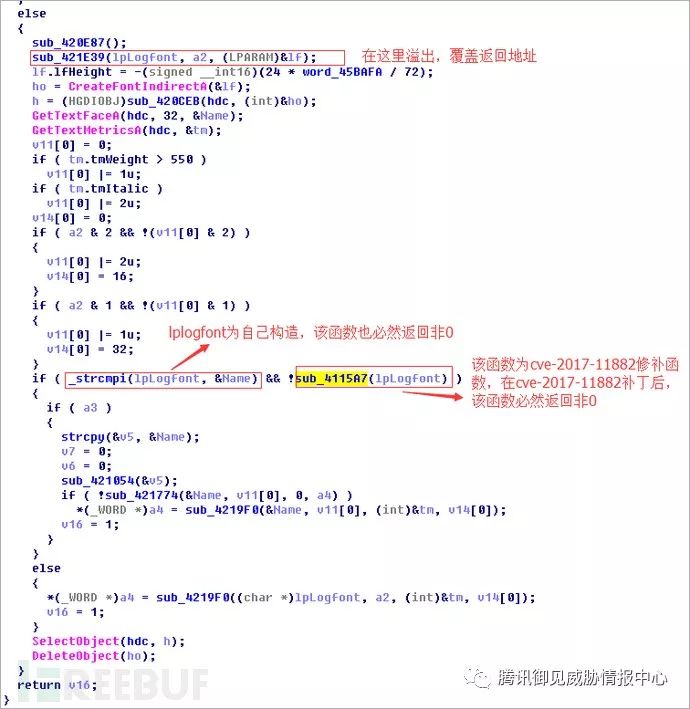 else
{
sub_420E87();
sub_421E39(lpLogfont, a2, (LPARAM)&lf);
在这里溢出，覆盖返回地址
lf.lfHeight = -(signed __int16)(24 * word_45BAFA / 72);
ho = CreateFontIndirectA(&lf);
h = (HGDIOBJ)sub_420CEB(hdc, (int)&ho);
GetTextFaceA(hdc, 32, &Name);
GetTextMetricsA(hdc, &tm);
v11[0] = 0;
if ( tm.tmWeight > 550 )
v11[0] |= 1u;
if ( tm.tmItalic )
v11[0] |= 2u;
v14[0] = 0;
if ( a2 & 2 && !(v11[0] & 2) )
{
v11[0] |= 2u;
v14[0] = 16;
}
if ( a2 & 1 && !(v11[0] & 1) )
{
v11[0] |= 1u;
v14[0] = 32;
}
lplogfont为自己构造，该函数也必然返回非0
if ( _strcmpi(lpLogfont, &Name) && !sub_4115A7(lpLogfont) )
该函数为cve-2017-11882修补函
数，在cve-2017-11882补丁后，
该函数必然返回非0
{
if ( a3 )
{
strcpy(&v5, &Name);
v7 = 0;
v6 = 0;
sub_421054(&v5);
if ( !sub_421774(&Name, v11[0], 0, a4) )
*(_WORD *)a4 = sub_4219F0(&Name, v11[0], (int)&tm, v14[0]);
v16 = 1;
}
}
else
{
*(_WORD *)a4 = sub_4219F0((char *)lpLogfont, a2, (int)&tm, v14[0]);
v16 = 1;
}
SelectObject(hdc, h);
DeleteObject(ho);
}
return v16;
}
REEBUF
腾讯御见威胁情报中心